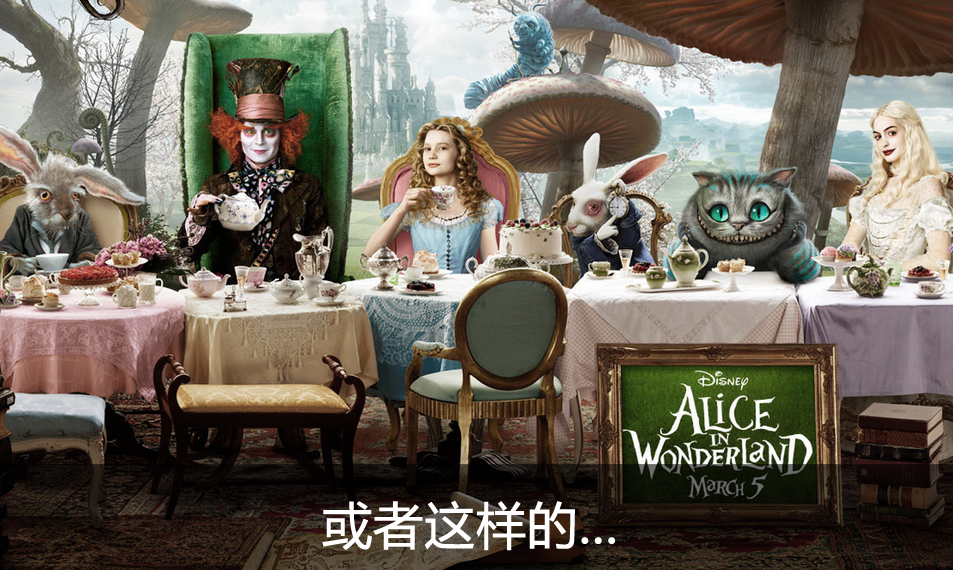 DISNEY
ALICE
IN
WONDERLAND
MARCH 5
或者这样的...